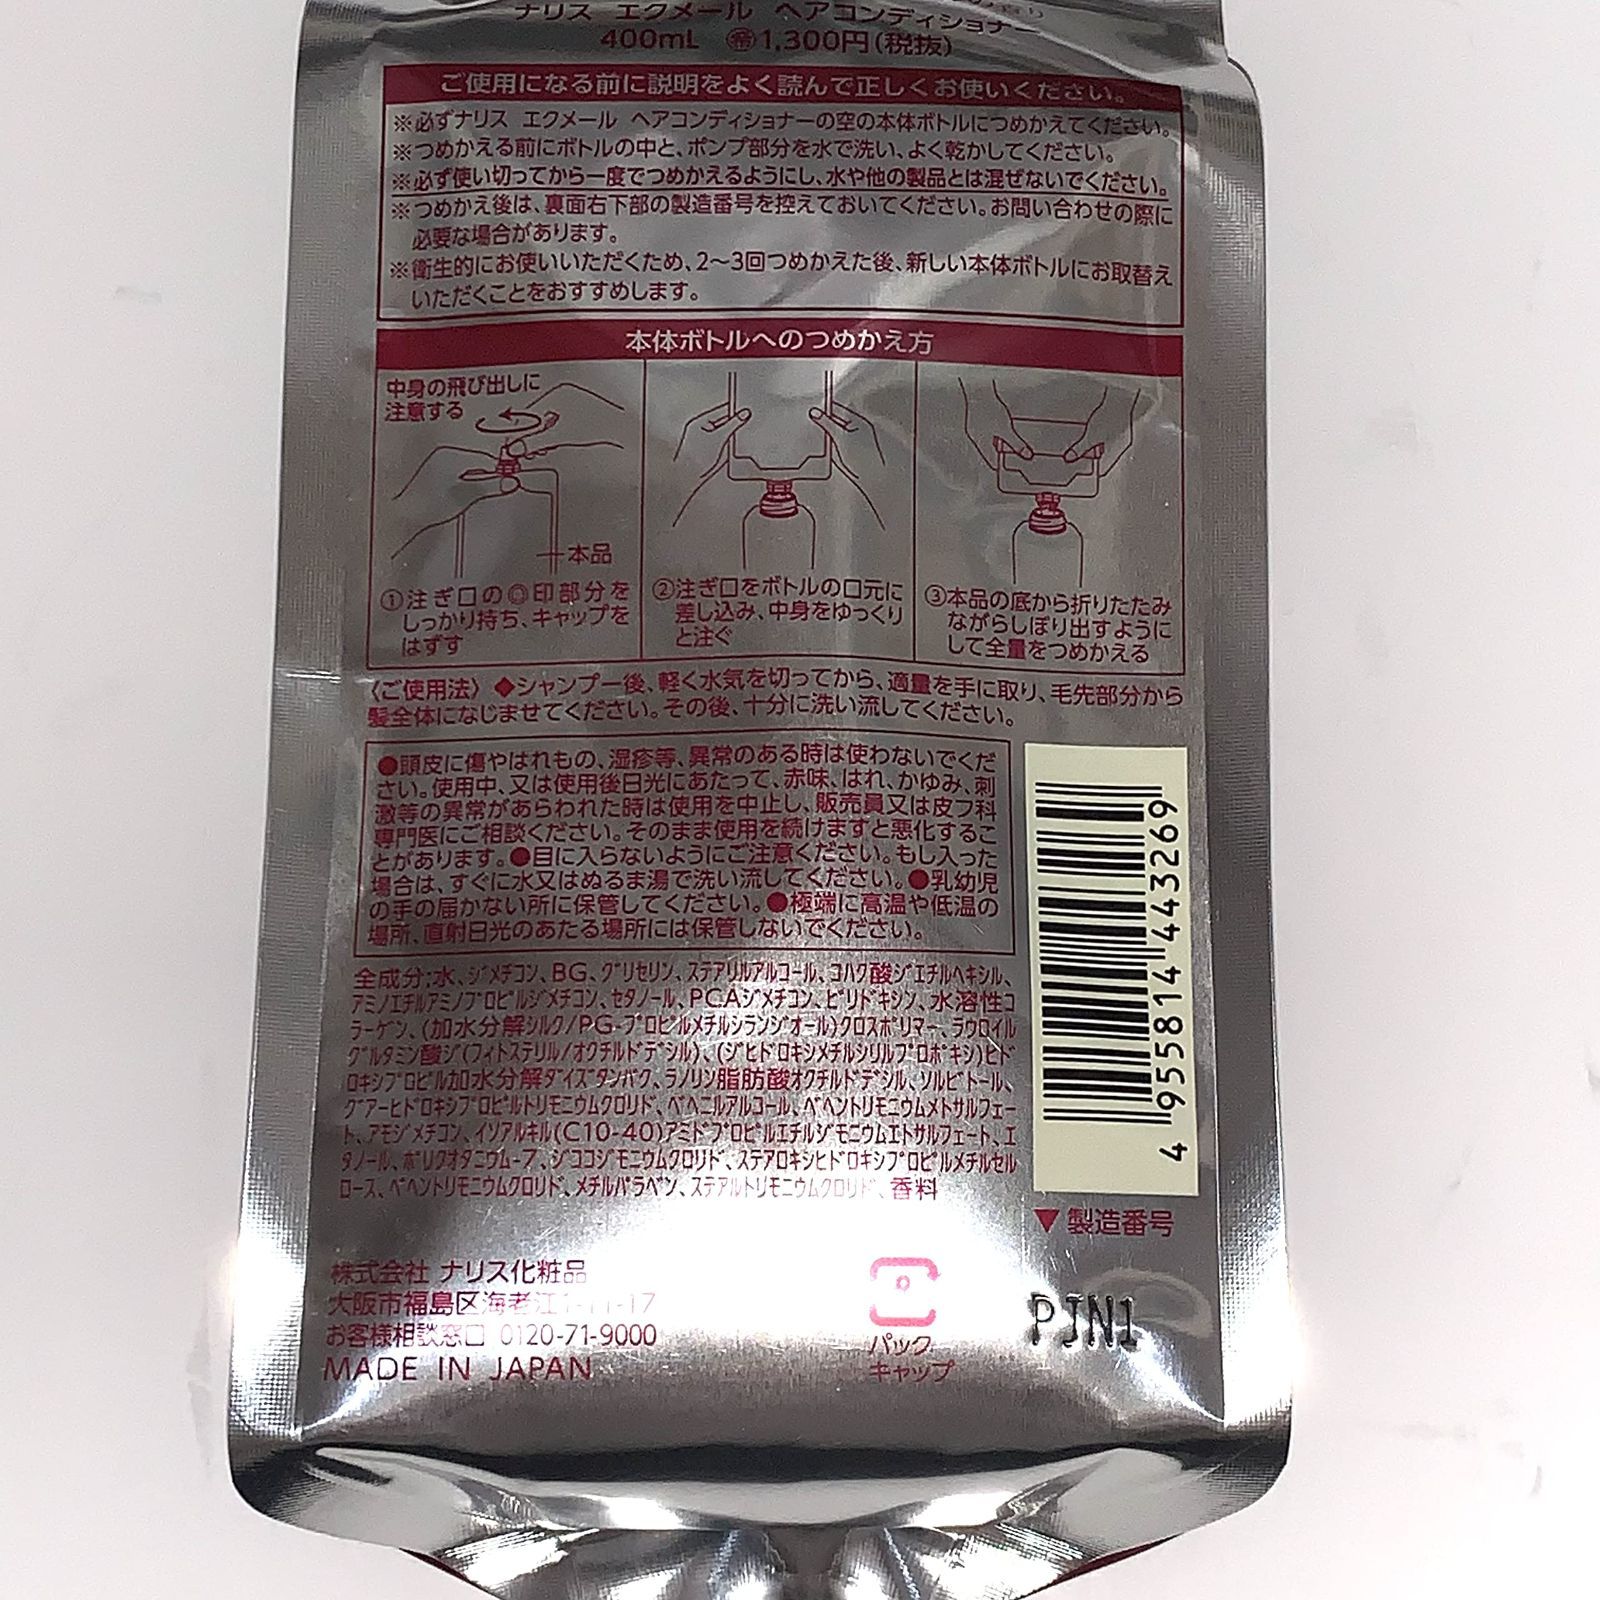 ナリス エクメール ヘアコンディショナー
400mL ㊒1,300円(税抜)
ご使用になる前に説明をよく読んで正しくお使いください。
※必ずナリス エクメール ヘアコンディショナーの空の本体ボトルにつめかえてください。
※つめかえる前にボトルの中と、ポンプ部分を水で洗い、よく乾かしてください。
※必ず使い切ってから一度でつめかえるようにし、水や他の製品とは混ぜないでください。
※つめかえ後は、裏面右下部の製造番号を控えておいてください。お問い合わせの際に
必要な場合があります。
※衛生的にお使いいただくため、2〜3回つめかえた後、新しい本体ボトルにお取替え
いただくことをおすすめします。
本体ボトルへのつめかえ方
中身の飛び出しに
注意する
本品
①注ぎ口の◎印部分を
しっかり持ち、キャップを
はずす
②注ぎ口をボトルの口元に
差し込み、中身をゆっくり
と注ぐ
③本品の底から折りたたみ
ながらしぼり出すように
して全量をつめかえる
〈ご使用法〉◆シャンプー後、軽く水気を切ってから、適量を手に取り、毛先部分から
髪全体になじませてください。その後、十分に洗い流してください。
●頭皮に傷やはれもの、湿疹等、異常のある時は使わないでくだ
さい。使用中、又は使用後日光にあたって、赤味、はれ、かゆみ、刺
激等の異常があらわれた時は使用を中止し、販売員又は皮フ科
専門医にご相談ください。そのまま使用を続けますと悪化するこ
とがあります。●目に入らないようにご注意ください。もし入った
場合は、すぐに水又はぬるま湯で洗い流してください。●乳幼児
の手の届かない所に保管してください。●極端に高温や低温の
場所、直射日光のあたる場所には保管しないでください。
全成分:水、ジメチコン、BG、グリセリン、ステアリルアルコール、コハク酸ジエチルヘキシル、
アミノエチルアミノプロピルジメチコン、セタノール、PCAジメチコン、ピリドキシン、水溶性コ
ラーゲン、(加水分解シルク/PG-プロピルメチルシランジオール)クロスポリマー、ラウロイル
グルタミン酸ジ(フィトステリル/オクチルドデシル)、(ジヒドロキシメチルシリルプロポキシ)ヒド
ロキシプロピル加水分解ダイズタンパク、ラノリン脂肪酸オクチルドデシル、ソルビトール、
グアーヒドロキシプロピルトリモニウムクロリド、ベヘニルアルコール、ベヘントリモニウムメトサルフェー
ト、アモジメチコン、イソアルキル(C10-40)アミドプロピルエチルジモニウムエトサルフェート、エ
タノール、ポリクオタニウム-7、ジココジモニウムクロリド、ステアロキシヒドロキシプロピルメチルセル
ロース、ベヘントリモニウムクロリド、メチルパラベン、ステアルトリモニウムクロリド、香料
4 955814 443269
▼製造番号
PJN1
株式会社 ナリス化粧品
大阪市福島区海老江1-11-17
お客様相談窓口 0120-71-9000
MADE IN JAPAN
パック
キャップ